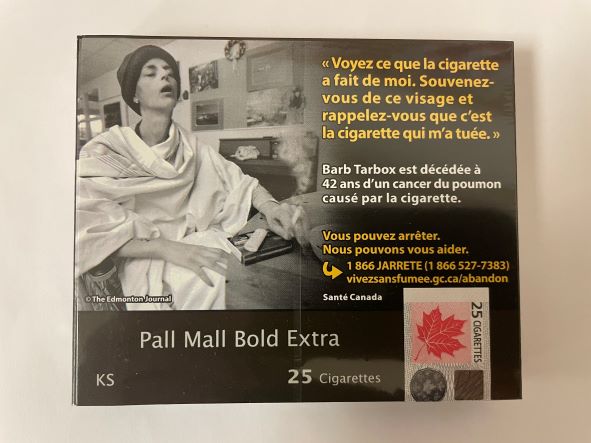 « Voyez ce que la cigarette
a fait de moi. Souvenez-
vous de ce visage et
rappelez-vous que c'est
la cigarette qui m'a tuée. »
Barb Tarbox est décédée à
42 ans d'un cancer du poumon
causé par la cigarette.
Vous pouvez arrêter.
Nous pouvons vous aider.
1 866 JARRETE (1 866 527-7383)
vivezsansfumee.gc.ca/abandon
© The Edmonton Journal
Santé Canada
Pall Mall Bold Extra
KS
25 Cigarettes
25 CIGARETTES